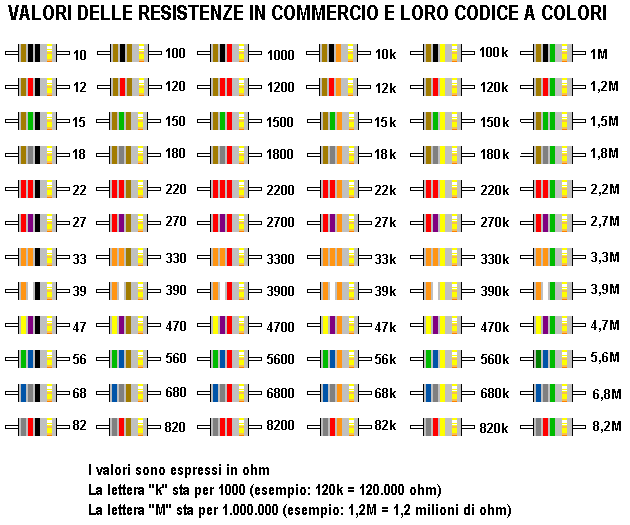 VALORI DELLE RESISTENZE IN COMMERCIO E LORO CODICE A COLORI
10 100 1000 10k 100k 1M
12 120 1200 12k 120k 1,2M
15 150 1500 15k 150k 1,5M
18 180 1800 18k 180k 1,8M
22 220 2200 22k 220k 2,2M
27 270 2700 27k 270k 2,7M
33 330 3300 33k 330k 3,3M
39 390 3900 39k 390k 3,9M
47 470 4700 47k 470k 4,7M
56 560 5600 56k 560k 5,6M
68 680 6800 68k 680k 6,8M
82 820 8200 82k 820k 8,2M
I valori sono espressi in ohm
La lettera "k" sta per 1000 (esempio: 120k = 120.000 ohm)
La lettera "M" sta per 1.000.000 (esempio: 1,2M = 1,2 milioni di ohm)